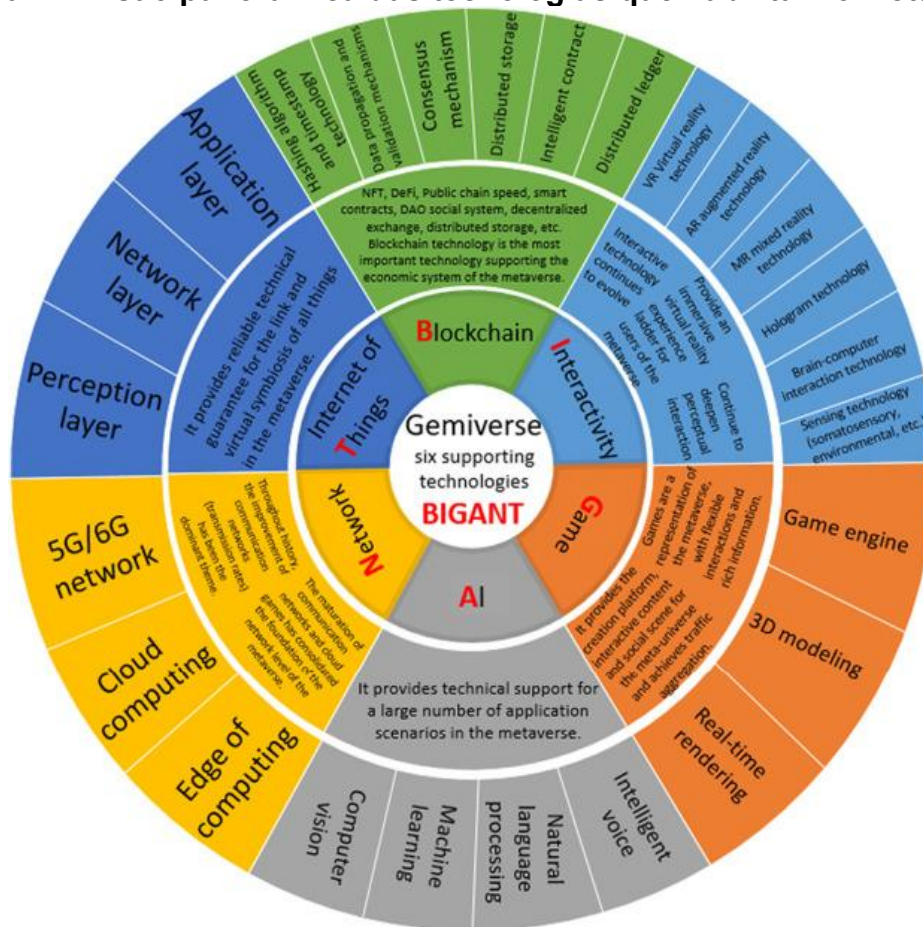 Gemiverse
six supporting
technologies
BIGANT
Blockchain
NFT, DeFi, Public chain speed, smart
contracts, DAO social system, decentralized
exchange, distributed storage, etc.
Blockchain technology is the most
important technology supporting the
economic system of the metaverse.
Hashing algorithm
and timestamp
technology
Data propagation and
validation mechanisms
Consensus
mechanism
Distributed storage
Intelligent contract
Distributed ledger
Interactivity
Interactive
technology
continues
to evolve
Provide an
immersive
virtual reality
experience
ladder for
users of the
metaverse
Continue to
deepen
perceptual
interaction
VR Virtual reality
technology
AR augmented reality
technology
MR mixed reality
technology
Hologram technology
Brain-computer
Interaction technology
Sensing technology
(somatosensory,
environmental, etc.)
Game
Games are a
representation of
the metaverse,
with flexible
interactions and
rich information.
It provides the
creation platform,
interactive content
and social scene for
the meta-universe
and achieves traffic
aggregation.
Game engine
3D modeling
Real-time
rendering
AI
It provides technical support for
a large number of application
scenarios in the metaverse.
Intelligent
voice
Natural
language
processing
Machine
learning
Computer
vision
Network
Throughout history,
the improvement of
communication
networks
(transmission rates)
has been the
dominant theme.
The maturation of
communication
networks and cloud
games has consolidated
the foundation of the
network level of the
metaverse.
Edge of
computing
Cloud
computing
5G/6G
network
Internet of
Things
It provides reliable technical
guarantee for the link and
virtual symbiosis of all things
in the metaverse.
Perception
layer
Network
layer
Application
layer